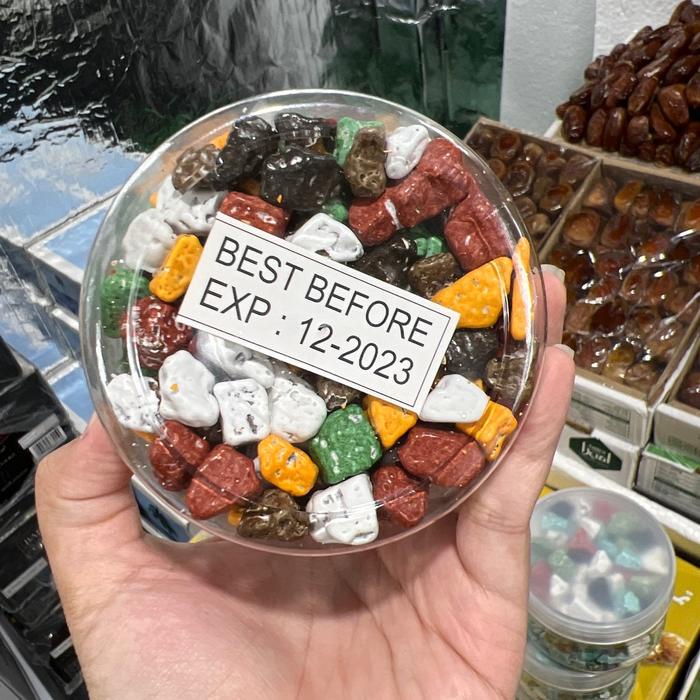 BEST BEFORE
EXP : 12-2023